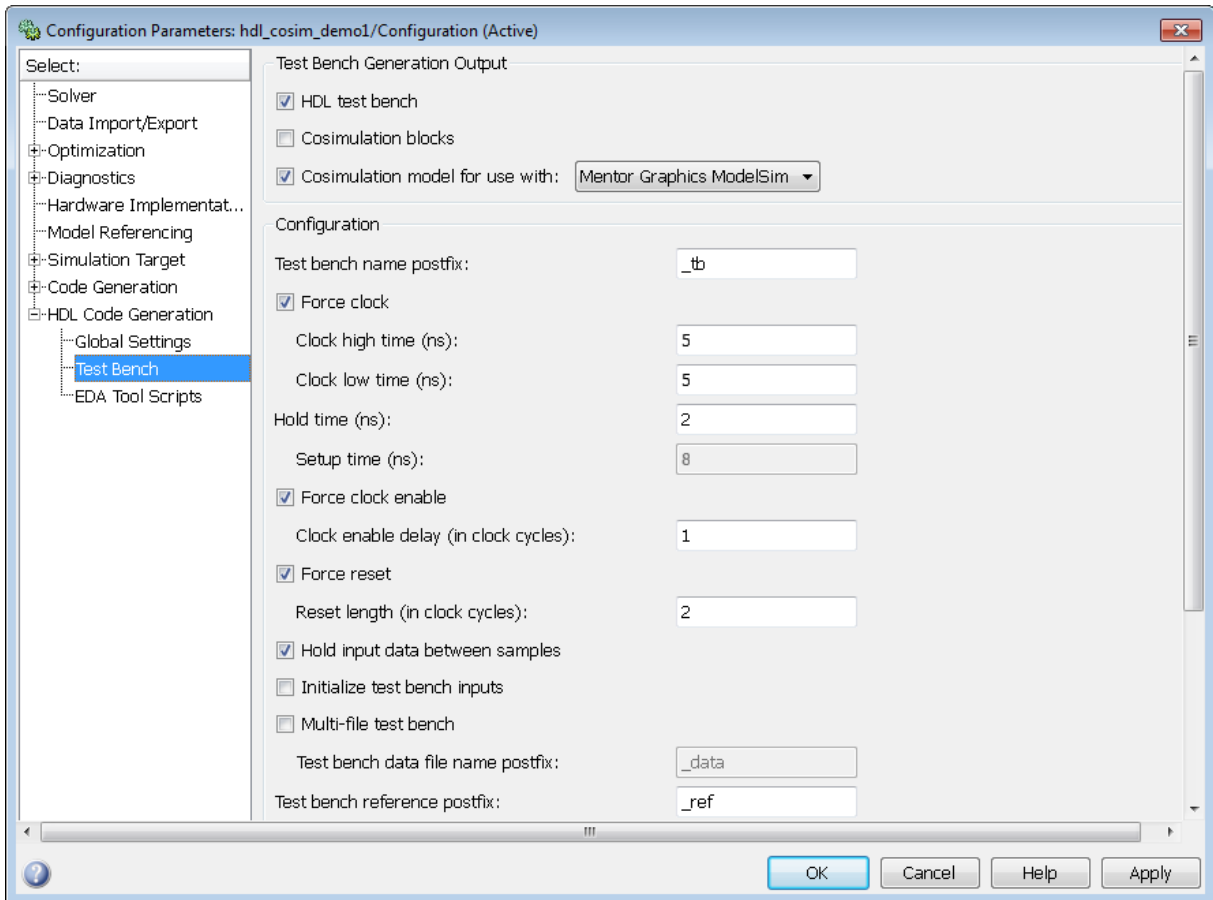 Configuration Parameters: hdl_cosim_demo1/Configuration (Active)
Select:
Solver
Data Import/Export
Optimization
Diagnostics
Hardware Implementat...
Model Referencing
Simulation Target
Code Generation
HDL Code Generation
Global Settings
Test Bench
EDA Tool Scripts
Test Bench Generation Output
HDL test bench
Cosimulation blocks
Cosimulation model for use with: Mentor Graphics ModelSim
Configuration
Test bench name postfix: _tb
Force clock
Clock high time (ns): 5
Clock low time (ns): 5
Hold time (ns): 2
Setup time (ns): 8
Force clock enable
Clock enable delay (in clock cycles): 1
Force reset
Reset length (in clock cycles): 2
Hold input data between samples
Initialize test bench inputs
Multi-file test bench
Test bench data file name postfix: _data
Test bench reference postfix: _ref
OK Cancel Help Apply